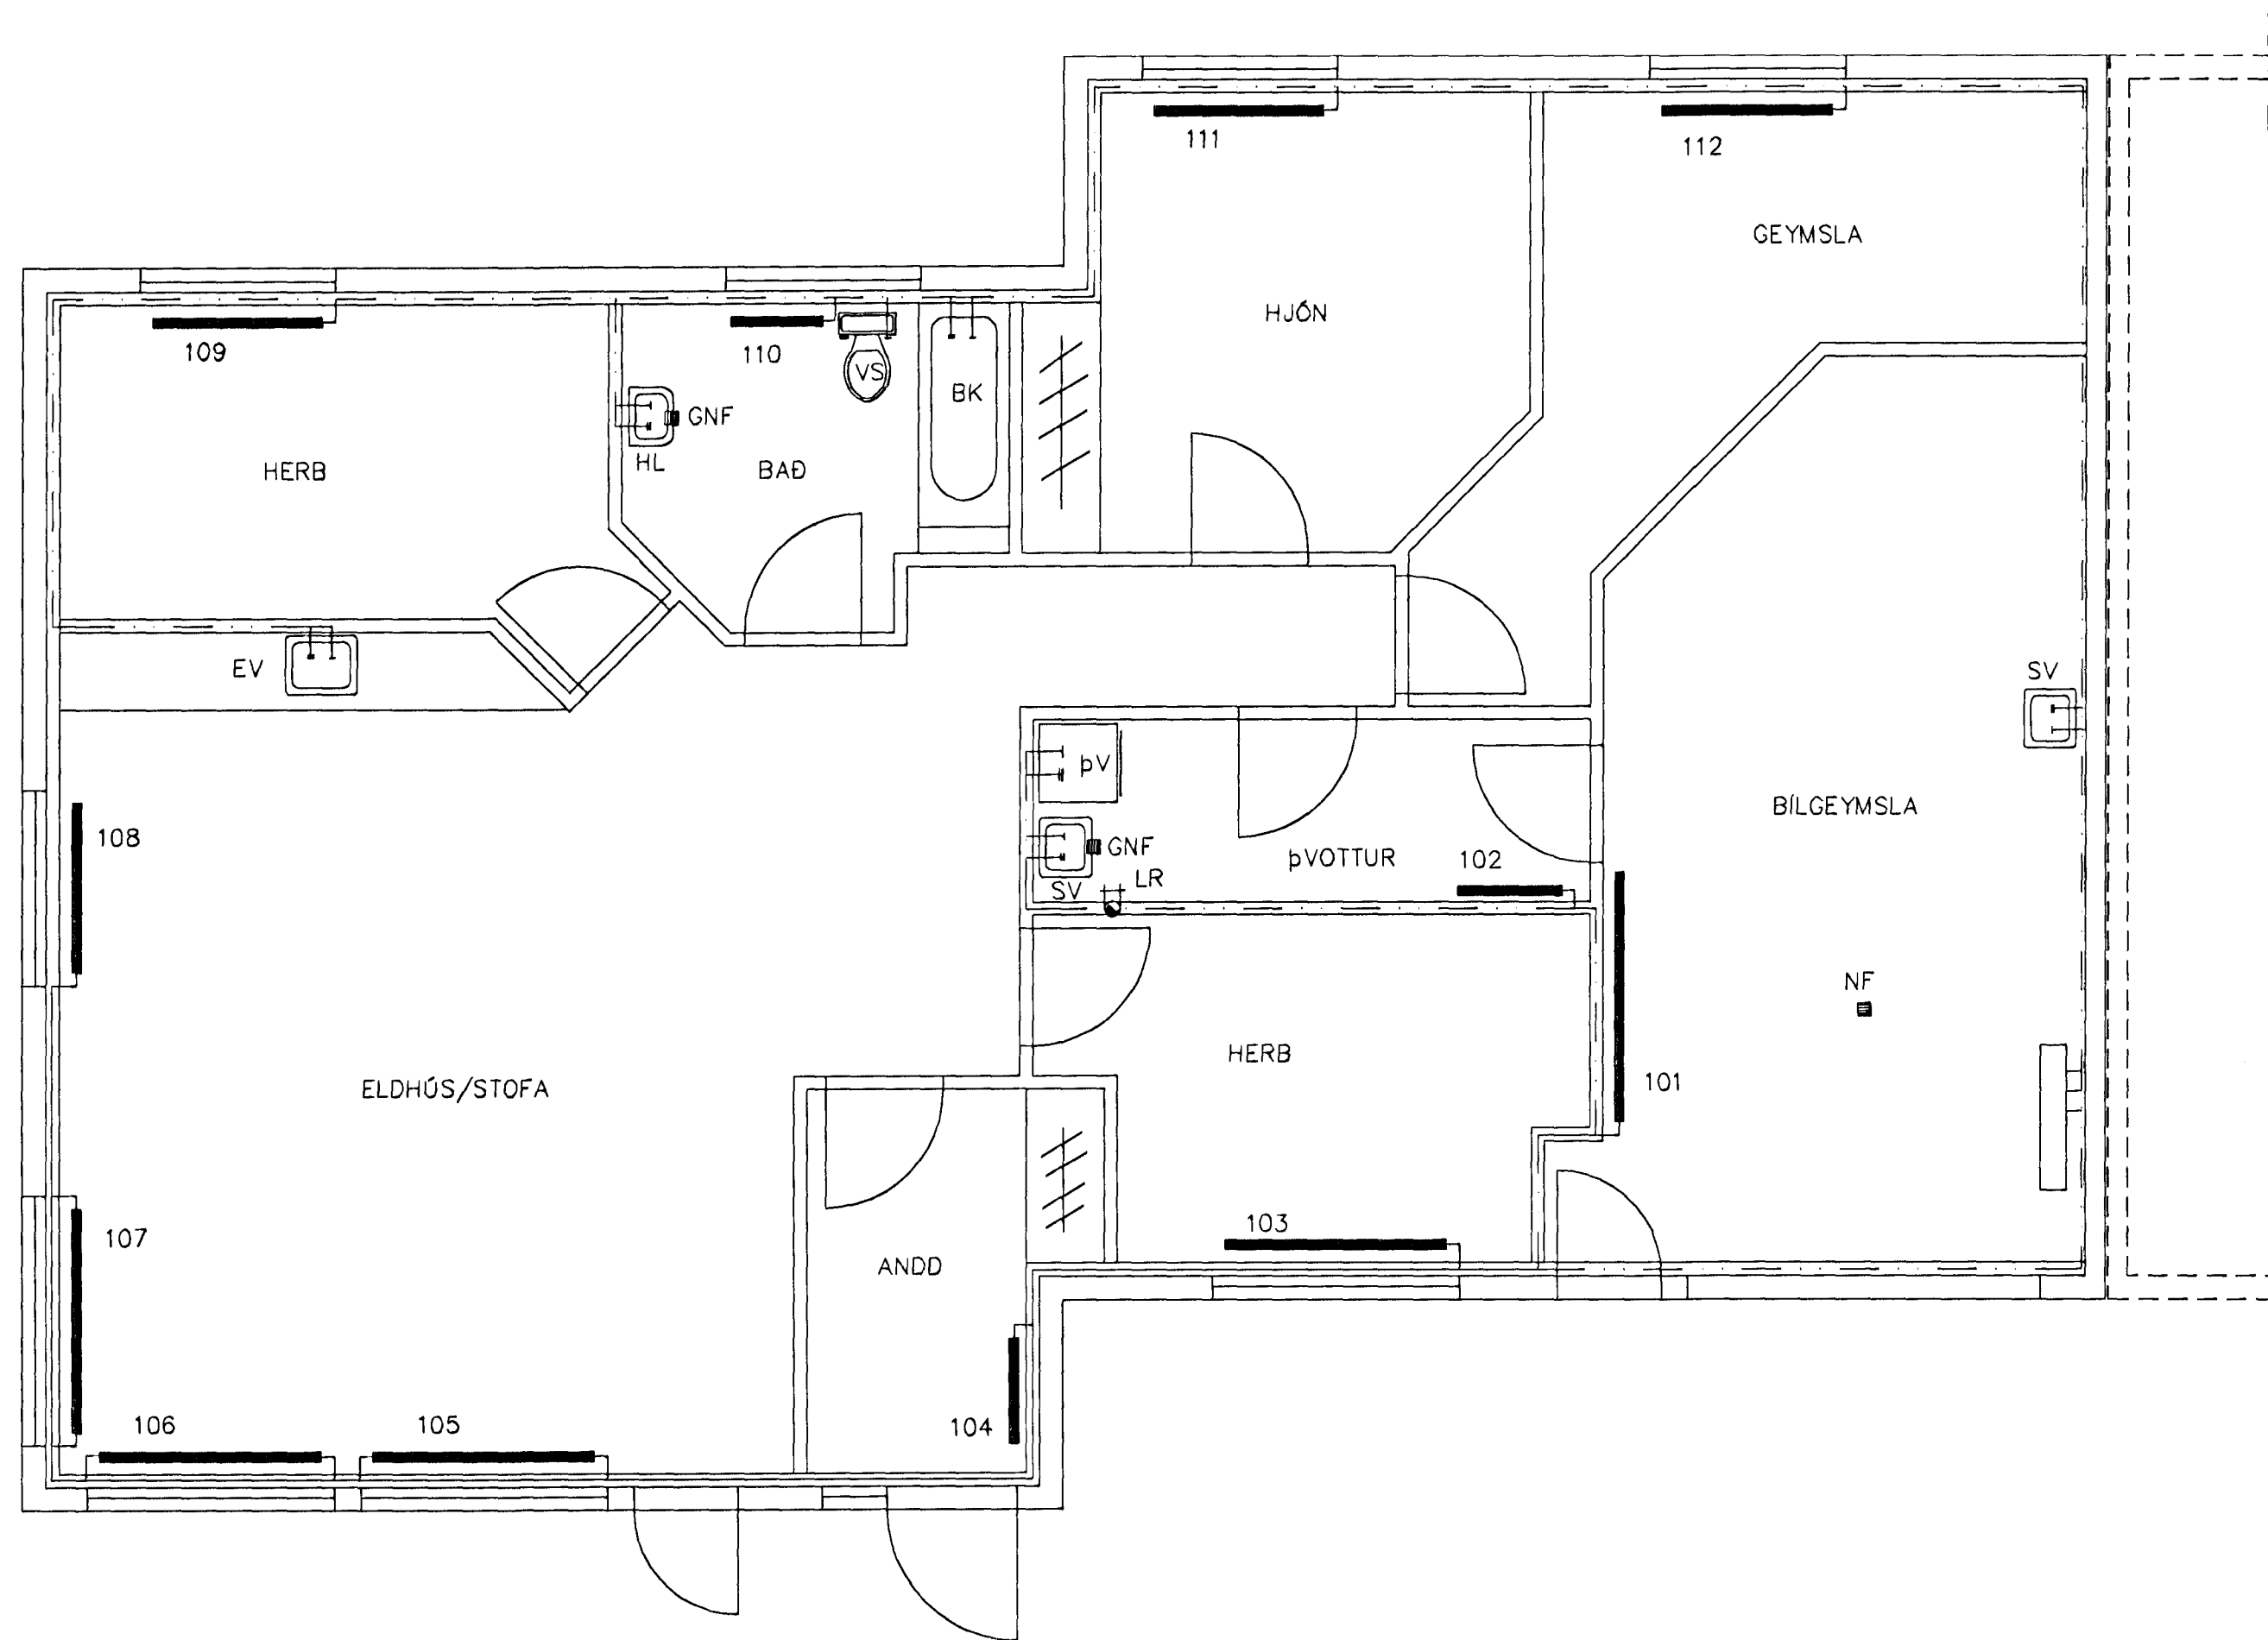 111
112
GEYMSLA
HJÓN
109
110
VS
BK
GNF
HL
HERB
BAÐ
EV
SV
þV
BÍLGEYMSLA
108
GNF
þVOTTUR
102
SV
LR
NF
HERB
101
ELDHÚS/STOFA
103
107
ANDD
106
105
104